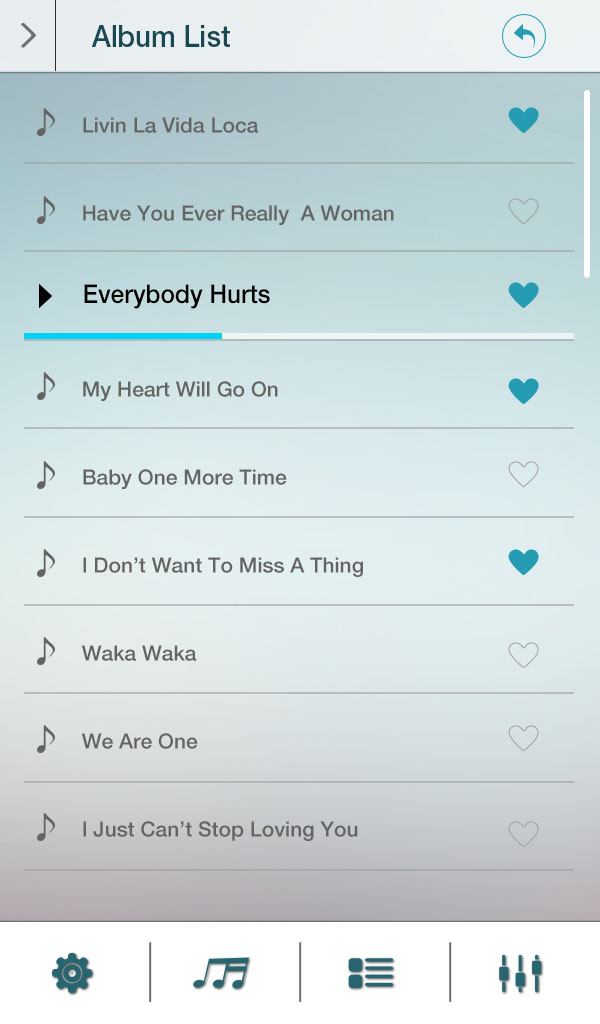 Album List
Livin La Vida Loca
Have You Ever Really  A Woman
Everybody Hurts
My Heart Will Go On
Baby One More Time
I Don’t Want To Miss A Thing
Waka Waka
We Are One
I Just Can’t Stop Loving You